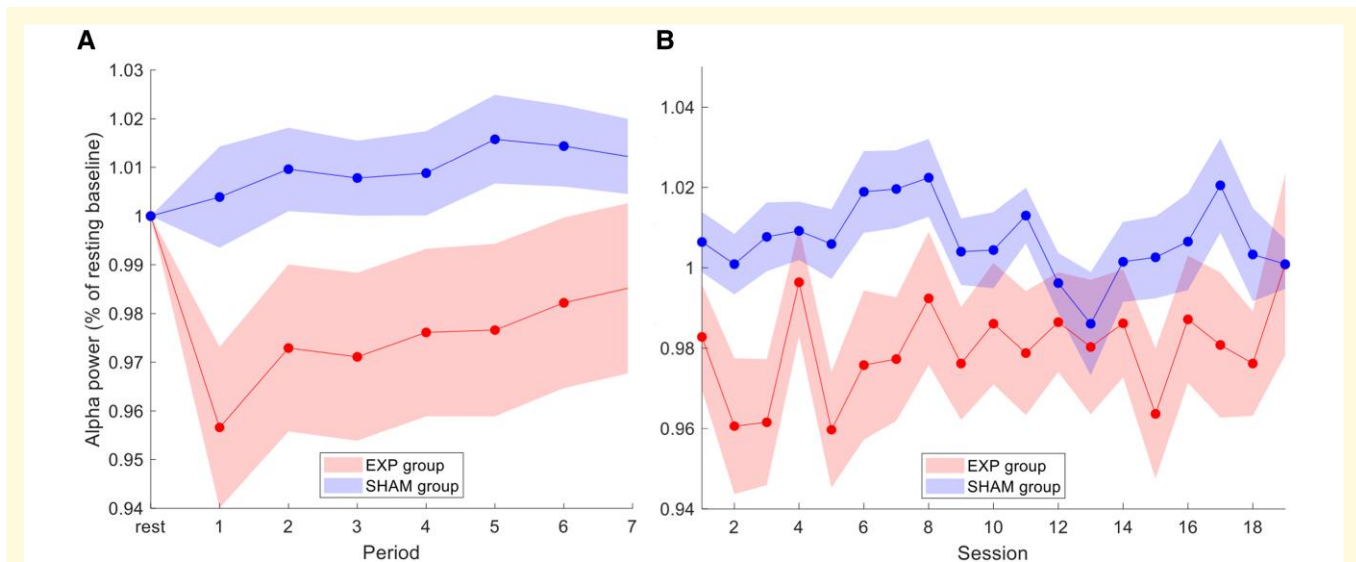 A
B
Alpha power (% of resting baseline)
1.03
1.02
1.01
1
0.99
0.98
0.97
0.96
0.95
0.94
rest 1 2 3 4 5 6 7
Period
EXP group
SHAM group
1.04
1.02
1
0.98
0.96
0.94
2 4 6 8 10 12 14 16 18
Session
EXP group
SHAM group